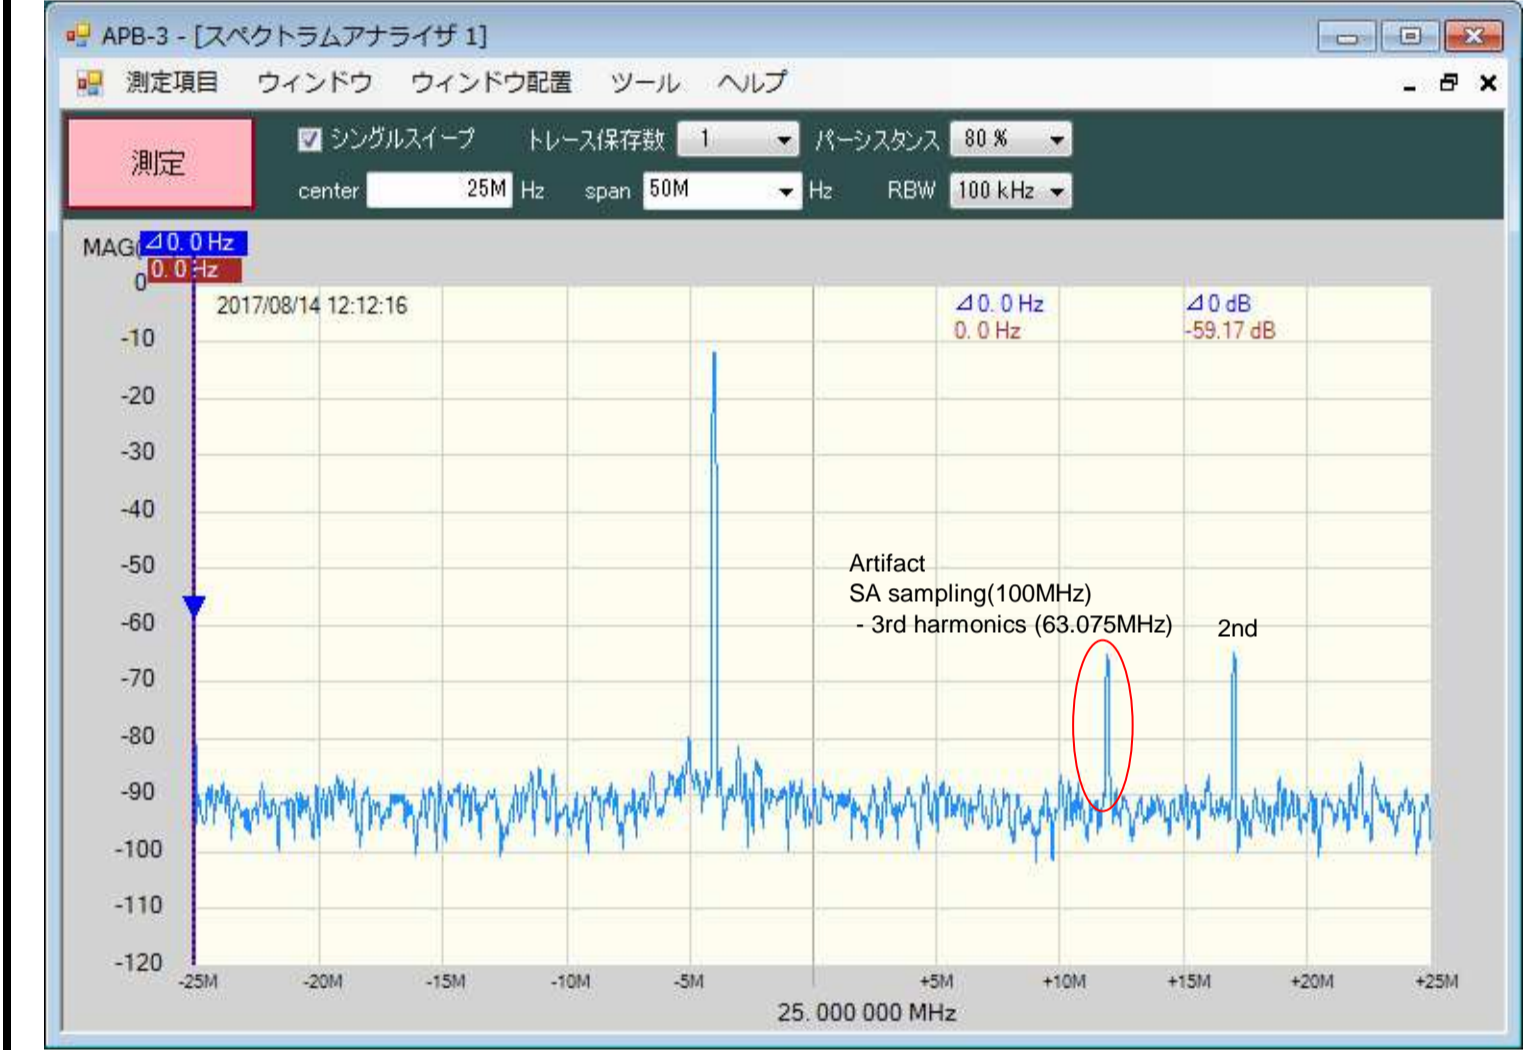 APB-3 - [スペクトラムアナライザ 1]
測定項目 ウィンドウ ウィンドウ配置 ツール ヘルプ
測定
シングルスイープ トレース保存数 1 パーシスタンス 80 %
center 25M Hz span 50M Hz RBW 100 kHz
MAG(
⊿0.0 Hz
0.0 Hz
0
2017/08/14 12:12:16
⊿0.0 Hz ⊿0 dB
0.0 Hz -59.17 dB
-10
-20
-30
-40
-50
-60
-70
-80
-90
-100
-110
-120
Artifact
SA sampling(100MHz)
- 3rd harmonics (63.075MHz)
2nd
-25M -20M -15M -10M -5M +5M +10M +15M +20M +25M
25.000 000 MHz